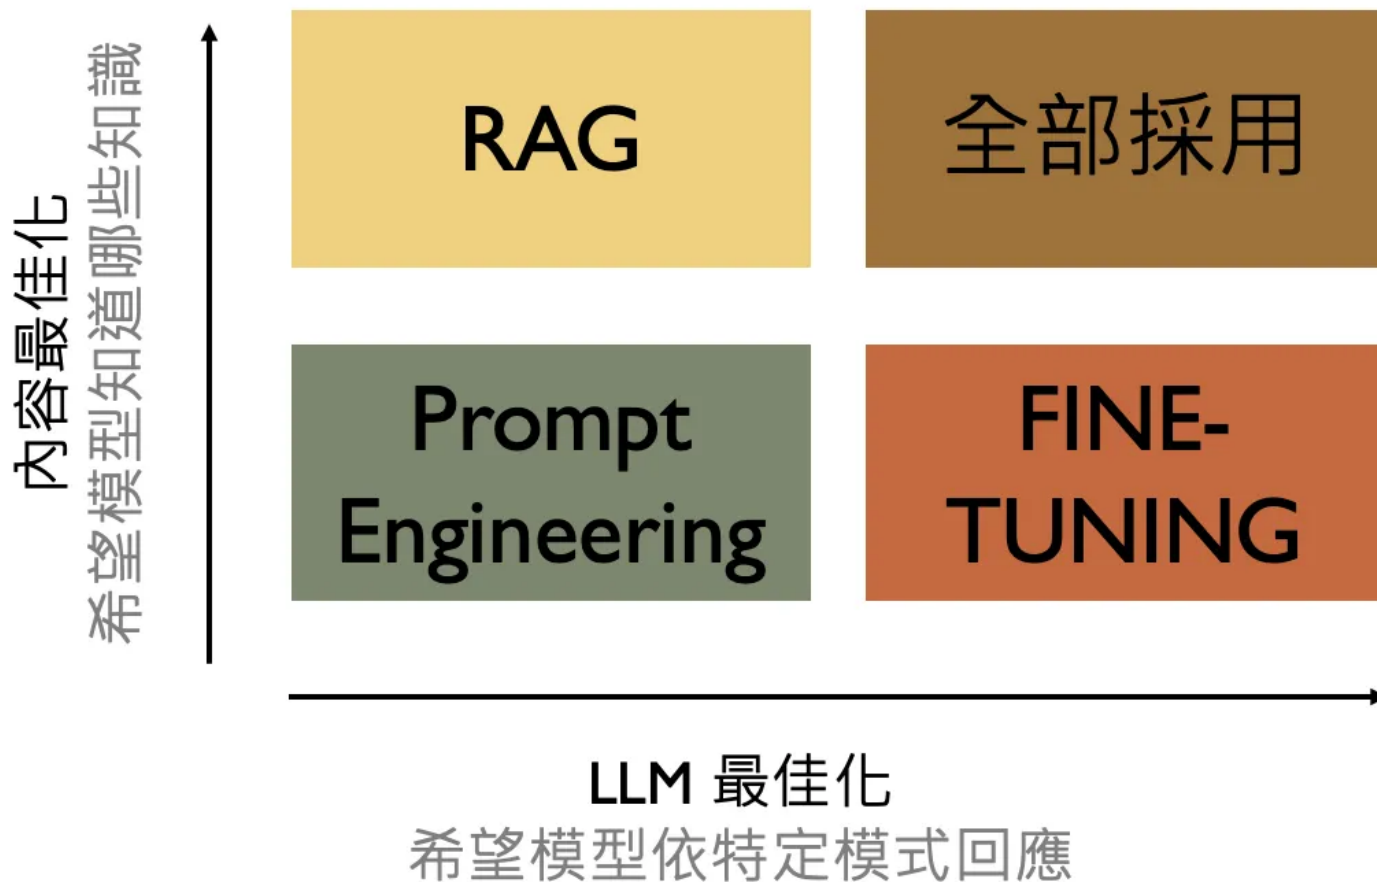 內容最佳化
希望模型知道哪些知識
RAG
全部採用
Prompt
Engineering
FINE-
TUNING
LLM 最佳化
希望模型依特定模式回應